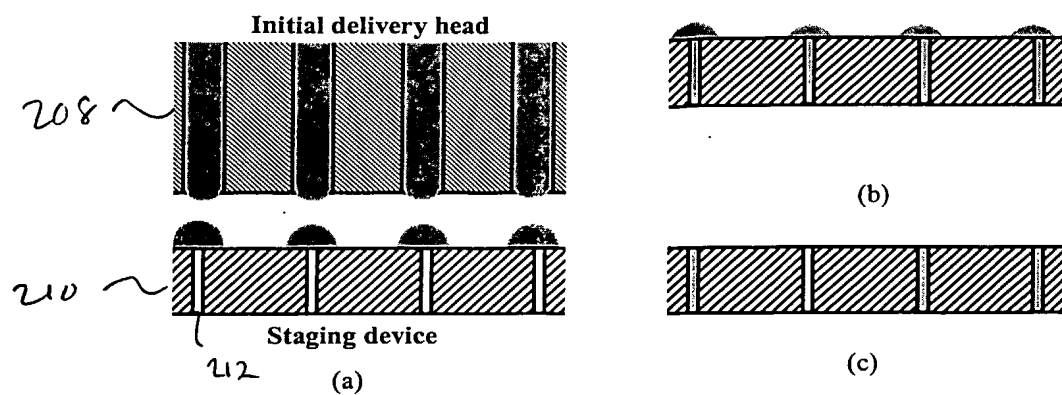 Initial delivery head
208
210
Staging device
212
(a)
(b)
(c)